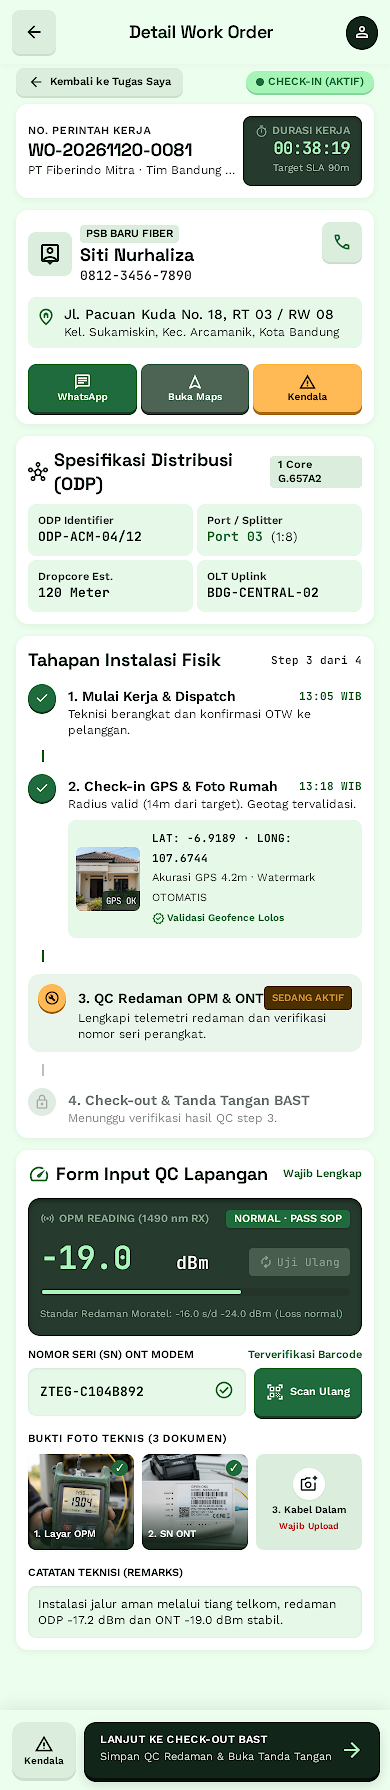 Detail Work Order
Kembali ke Tugas Saya
CHECK-IN (AKTIF)
NO. PERINTAH KERJA
WO-20261120-0081
PT Fiberindo Mitra · Tim Bandung ...
DURASI KERJA
00:38:19
Target SLA 90m
PSB BARU FIBER
Siti Nurhaliza
0812-3456-7890
Jl. Pacuan Kuda No. 18, RT 03 / RW 08
Kel. Sukamiskin, Kec. Arcamanik, Kota Bandung
WhatsApp
Buka Maps
Kendala
Spesifikasi Distribusi
(ODP)
1 Core
G.657A2
ODP Identifier
ODP-ACM-04/12
Port / Splitter
Port 03 (1:8)
Dropcore Est.
120 Meter
OLT Uplink
BDG-CENTRAL-02
Tahapan Instalasi Fisik
Step 3 dari 4
1. Mulai Kerja & Dispatch
13:05 WIB
Teknisi berangkat dan konfirmasi OTW ke
pelanggan.
2. Check-in GPS & Foto Rumah
13:18 WIB
Radius valid (14m dari target). Geotag tervalidasi.
GPS OK
LAT: -6.9189 · LONG:
107.6744
Akurasi GPS 4.2m · Watermark
OTOMATIS
Validasi Geofence Lolos
3. QC Redaman OPM & ONT
SEDANG AKTIF
Lengkapi telemetri redaman dan verifikasi
nomor seri perangkat.
4. Check-out & Tanda Tangan BAST
Menunggu verifikasi hasil QC step 3.
Form Input QC Lapangan
Wajib Lengkap
OPM READING (1490 nm RX)
NORMAL · PASS SOP
-19.0 dBm
Uji Ulang
Standar Redaman Moratel: -16.0 s/d -24.0 dBm (Loss normal)
NOMOR SERI (SN) ONT MODEM
Terverifikasi Barcode
ZTEG-C104B892
Scan Ulang
BUKTI FOTO TEKNIS (3 DOKUMEN)
1904
1. Layar OPM
2. SN ONT
3. Kabel Dalam
Wajib Upload
CATATAN TEKNISI (REMARKS)
Instalasi jalur aman melalui tiang telkom, redaman
ODP -17.2 dBm dan ONT -19.0 dBm stabil.
Kendala
LANJUT KE CHECK-OUT BAST
Simpan QC Redaman & Buka Tanda Tangan